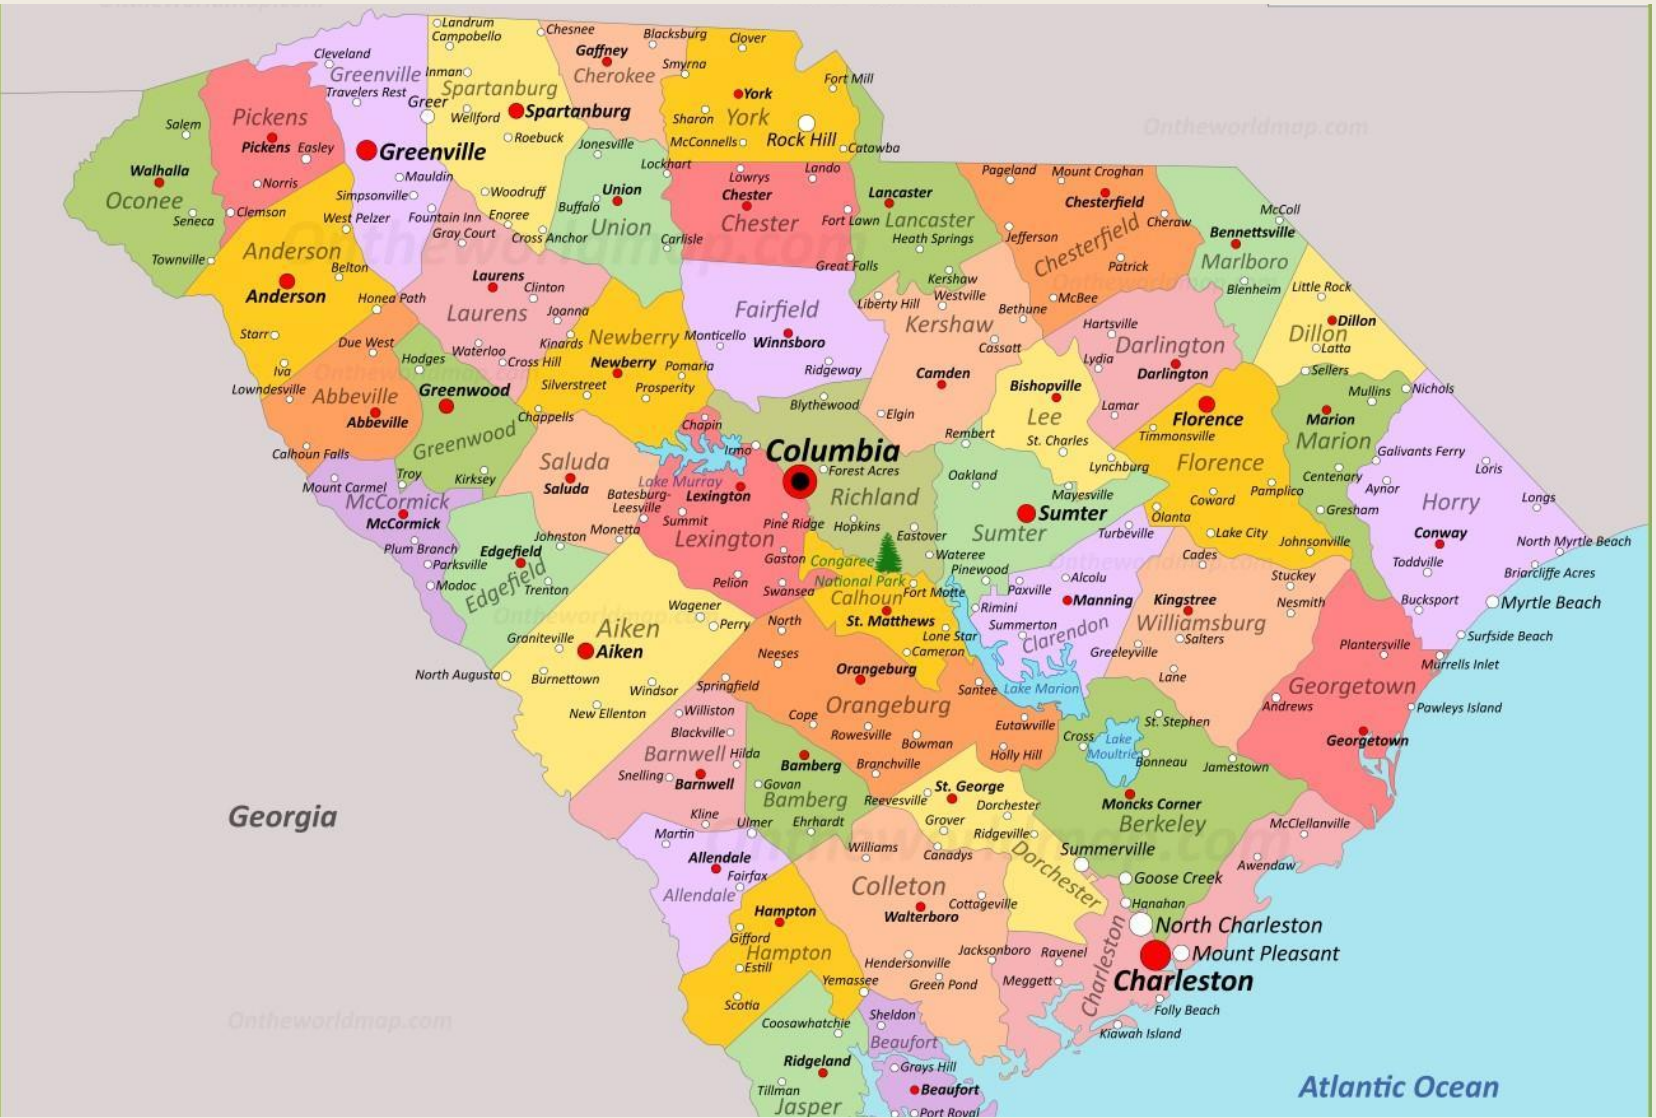 Ontheworldmap.com
Landrum
Campobello
Chesnee
Blacksburg
Clover
Cleveland
Gaffney
Smyrna
Greenville
Inman
Cherokee
Fort Mill
Travelers Rest
Spartanburg
York
Greer
Wellford
Spartanburg
Sharon
York
Ontheworldmap.com
Salem
Pickens
Roebuck
McConnells
Rock Hill
Pickens
Easley
Greenville
Jonesville
Catawba
Walhalla
Lockhart
Lando
Pageland
Mount Croghan
Oconee
Norris
Mauldin
Lowrys
Simpsonville
Woodruff
Union
Chester
Lancaster
Chesterfield
Seneca
Clemson
West Pelzer
Fountain Inn
Enoree
Buffalo
Union
Chester
Fort Lawn
Lancaster
Cheraw
McColl
Gray Court
Cross Anchor
Carlisle
Heath Springs
Jefferson
Chesterfield
Bennettsville
Anderson
Ontheworldmap.com
Townville
Belton
Laurens
Great Falls
Patrick
Marlboro
Anderson
Honea Path
Clinton
Kershaw
Blenheim
Little Rock
Laurens
Joanna
Fairfield
Liberty Hill
Westville
Bethune
McBee
Starr
Due West
Kinards
Newberry
Monticello
Winnsboro
Kershaw
Hartsville
Dillon
Dillon
Iva
Hodges
Waterloo
Cross Hill
Newberry
Pomaria
Ridgeway
Cassatt
Lydia
Darlington
Latta
Lowndesville
Abbeville
Greenwood
Silverstreet
Prosperity
Camden
Bishopville
Darlington
Sellers
Abbeville
Chappells
Blythewood
Elgin
Lee
Lamar
Florence
Marion
Mullins
Nichols
Calhoun Falls
Greenwood
Chapin
Columbia
Rembert
St. Charles
Timmonsville
Marion
Galivants Ferry
Saluda
Irmo
Forest Acres
Lynchburg
Florence
Loris
Mount Carmel
Troy
Kirksey
Saluda
Lake Murray
Lexington
Richland
Oakland
Mayesville
Centenary
Aynor
Horry
Longs
McCormick
McCormick
Batesburg-
Leesville
Summit
Pine Ridge
Hopkins
Sumter
Coward
Pamplico
Gresham
Conway
Plum Branch
Johnston
Monetta
Lexington
Eastover
Sumter
Turbeville
Olanta
Lake City
Johnsonville
North Myrtle Beach
Parksville
Edgefield
Gaston
Congaree
National Park
Wateree
Pinewood
Cades
Toddville
Briarcliffe Acres
Modoc
Edgefield
Trenton
Pelion
Swansea
Calhoun
Fort Motte
Paxville
Alcolu
Stuckey
Bucksport
Myrtle Beach
Wagener
North
St. Matthews
Rimini
Manning
Kingstree
Nesmith
Graniteville
Aiken
Perry
Lone Star
Summerton
Clarendon
Williamsburg
Salters
Surfside Beach
Aiken
Neeses
Cameron
Greeleyville
Plantersville
North Augusta
Burnettown
Windsor
Springfield
Orangeburg
Santee
Lake Marion
Lane
Murrells Inlet
New Ellenton
Williston
Cope
Orangeburg
Eutawville
St. Stephen
Georgetown
Andrews
Pawleys Island
Blackville
Rowesville
Bowman
Cross
Lake
Moultrie
Georgetown
Barnwell
Hilda
Bamberg
Branchville
Holly Hill
Bonneau
Jamestown
Snelling
Barnwell
Govan
Bamberg
Reevesville
St. George
Dorchester
Moncks Corner
Georgia
Kline
Ulmer
Ehrhardt
Grover
Ridgeville
Berkeley
McClellanville
Martin
Williams
Canadys
Dorchester
Summerville
Allendale
Fairfax
Awendaw
Allendale
Colleton
Goose Creek
Hampton
Walterboro
Cottageville
Hanahan
Gifford
North Charleston
Hampton
Hendersonville
Jacksonboro
Ravenel
Charleston
Mount Pleasant
Estill
Yemassee
Green Pond
Meggett
Charleston
Scotia
Folly Beach
Ontheworldmap.com
Coosawhatchie
Sheldon
Kiawah Island
Beaufort
Ridgeland
Grays Hill
Tillman
Beaufort
Atlantic Ocean
Jasper
Port Royal